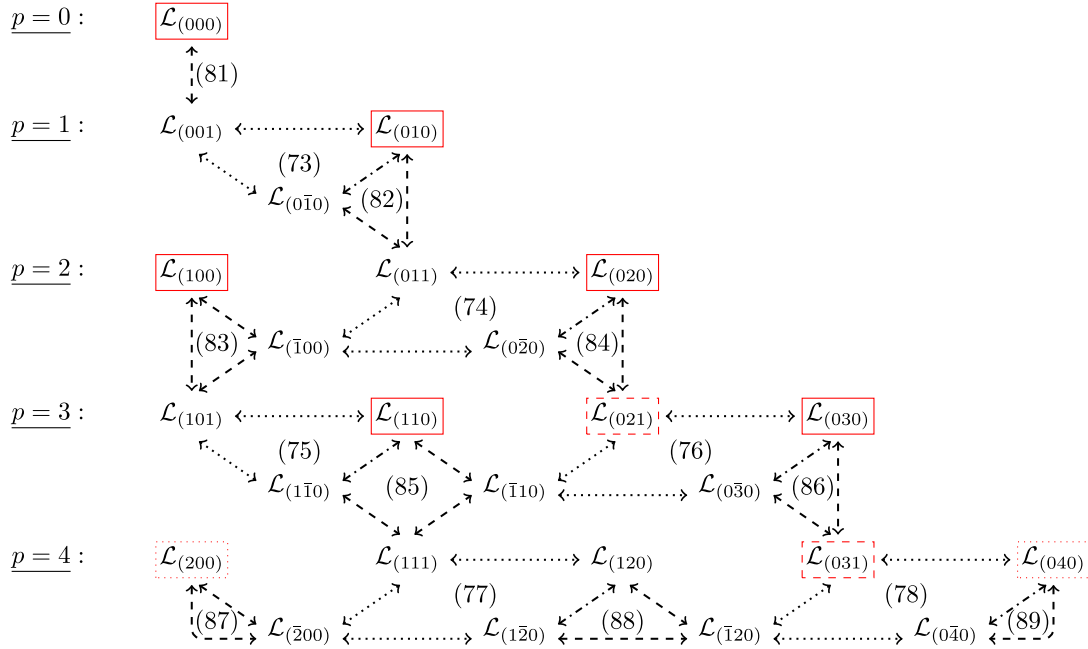 p = 0 : ℒ(000)
(81)
p = 1 : ℒ(001) ℒ(010)
(73)
ℒ(01̅0) (82)
p = 2 : ℒ(100) ℒ(011) ℒ(020)
(74)
(83) ℒ(1̅00) ℒ(02̅0) (84)
p = 3 : ℒ(101) ℒ(110) ℒ(021) ℒ(030)
(75) (76)
ℒ(11̅0) (85) ℒ(1̅10) ℒ(03̅0) (86)
p = 4 : ℒ(200) ℒ(111) ℒ(120) ℒ(031) ℒ(040)
(77) (78)
(87) ℒ(2̅00) ℒ(12̅0) (88) ℒ(1̅20) ℒ(04̅0) (89)